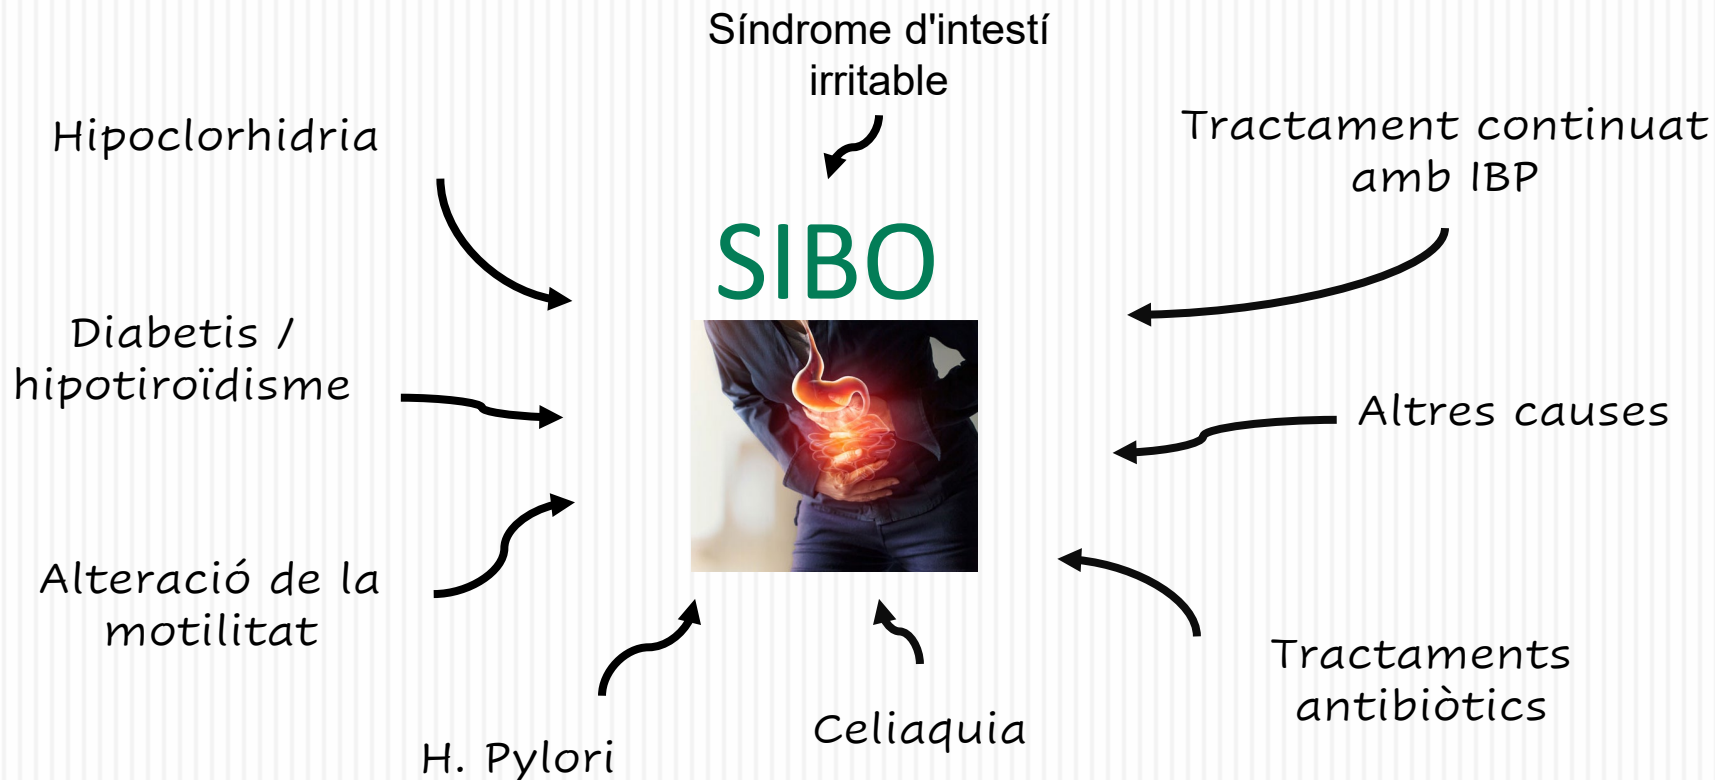 Síndrome d'intestí
irritable
Hipoclorhidria
Tractament continuat
amb IBP
SIBO
Diabetis /
hipotiroïdisme
Altres causes
Alteració de la
motilitat
Tractaments
antibiòtics
Celiaquia
H. Pylori